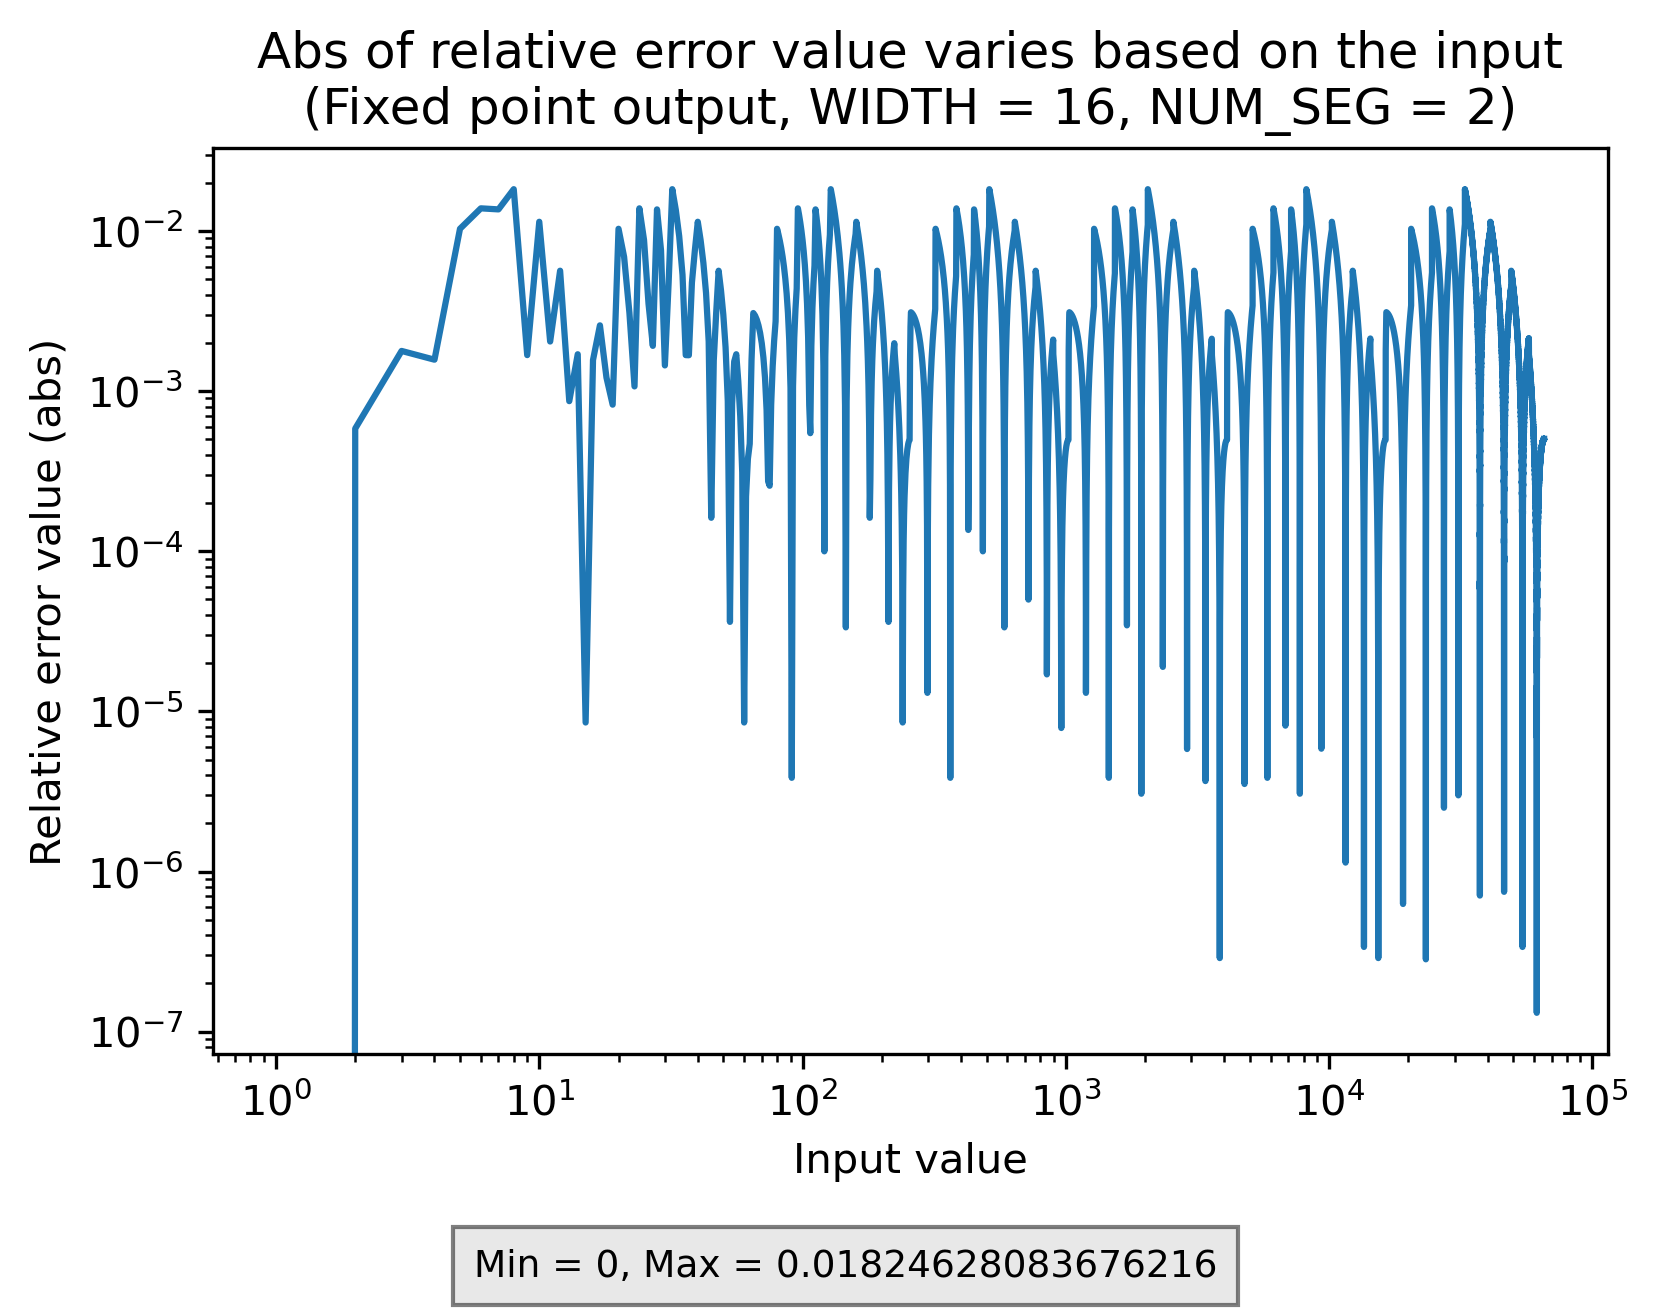 Abs of relative error value varies based on the input
(Fixed point output, WIDTH = 16, NUM_SEG = 2)
Relative error value (abs)
10⁻²
10⁻³
10⁻⁴
10⁻⁵
10⁻⁶
10⁻⁷
10⁰ 10¹ 10² 10³ 10⁴ 10⁵
Input value
Min = 0, Max = 0.01824628083676216